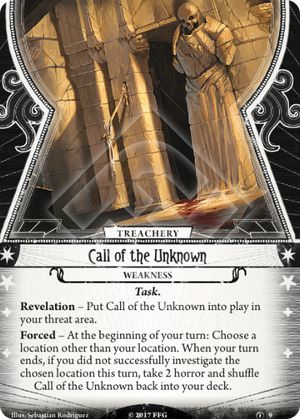 TREACHERY
Call of the Unknown
WEAKNESS
Task.
Revelation – Put Call of the Unknown into play in
your threat area.
Forced – At the beginning of your turn: Choose a
location other than your location. When your turn
ends, if you did not successfully investigate the
chosen location this turn, take 2 horror and shuffle
Call of the Unknown back into your deck.
Illus. Sebastian Rodriguez
© 2017 FFG
9